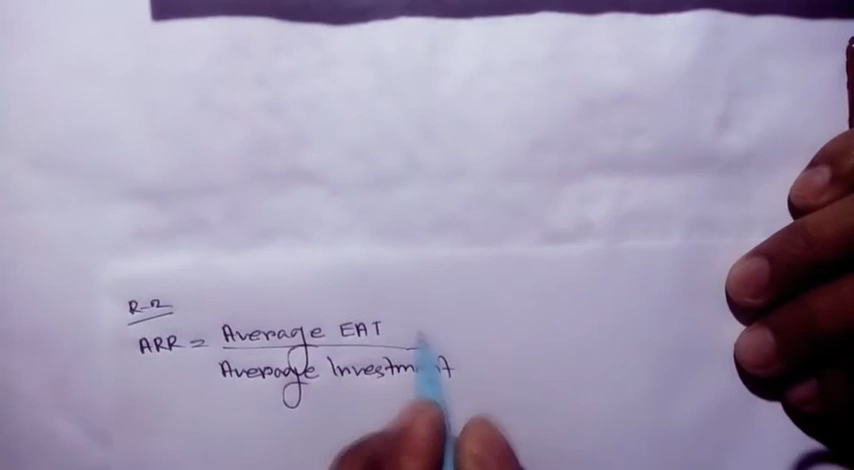 R-2
ARR = Average EAT
Average Investment